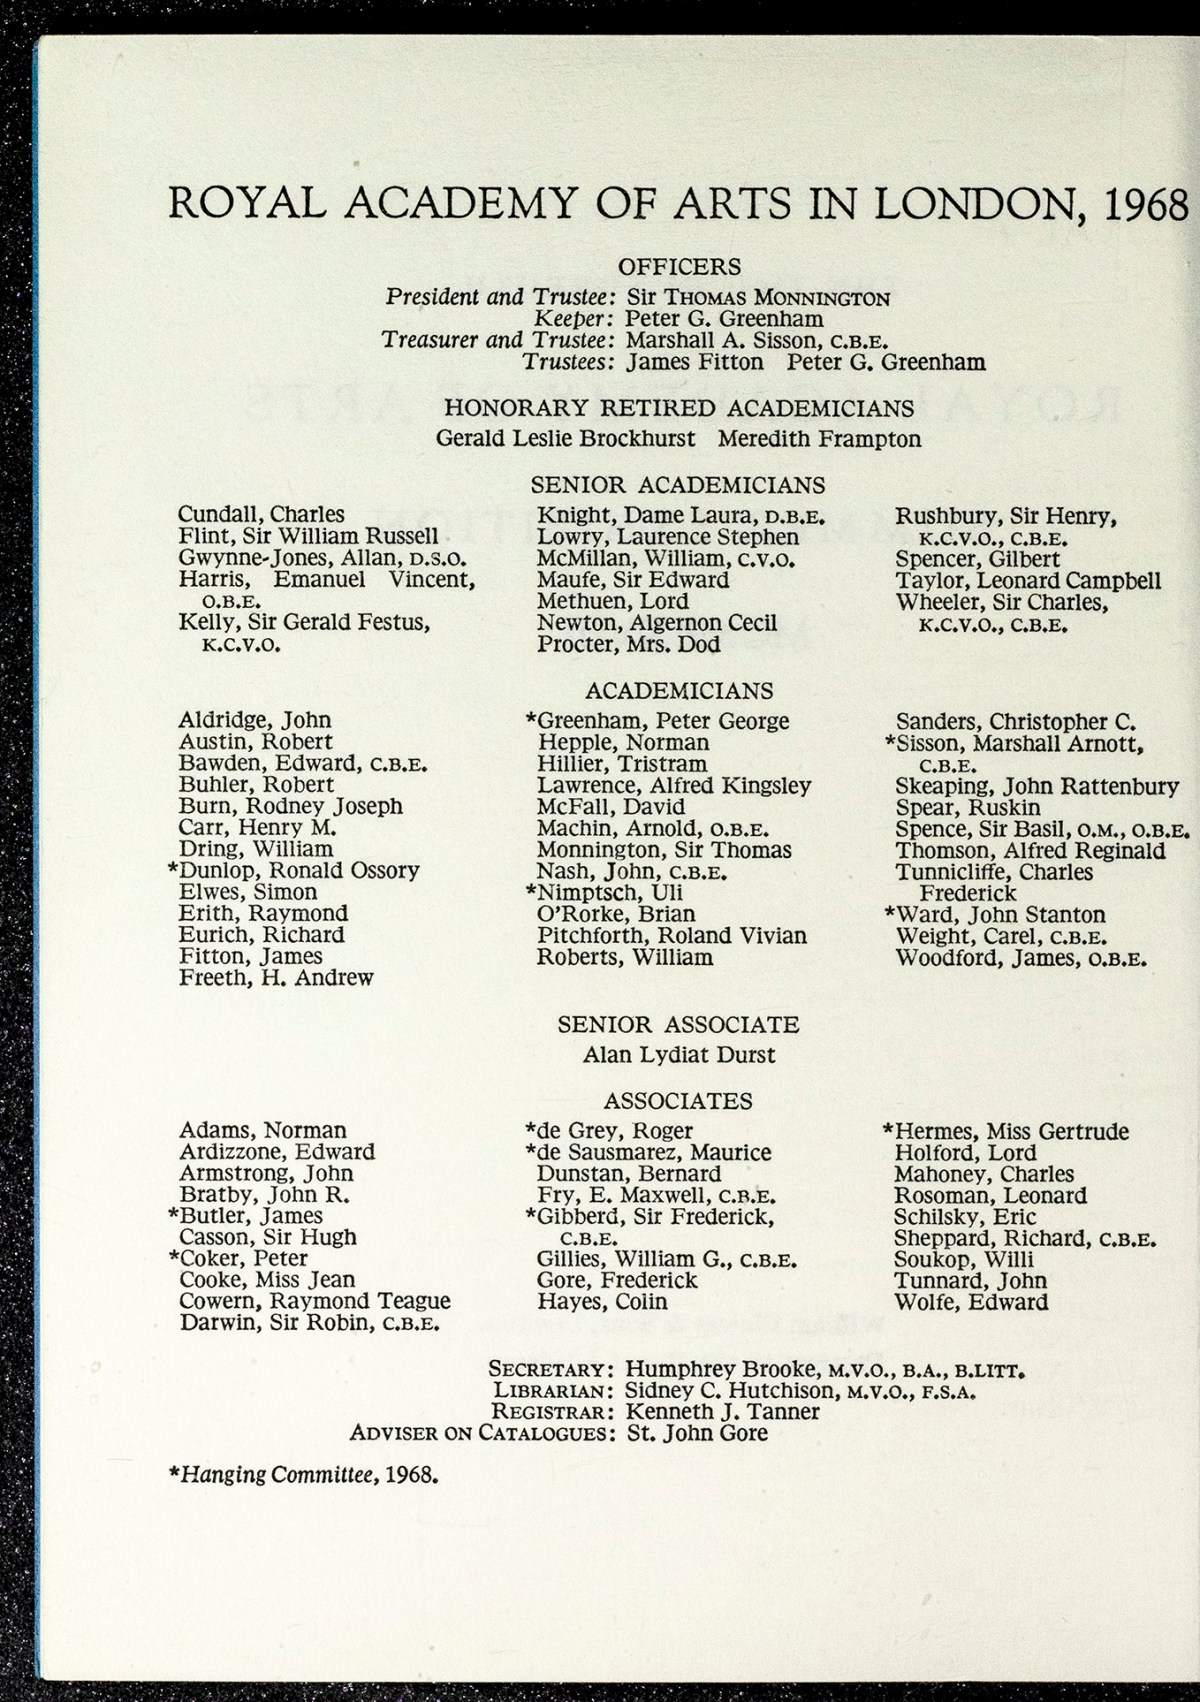 ROYAL ACADEMY OF ARTS IN LONDON, 1968
OFFICERS
President and Trustee: Sir THOMAS MONNINGTON
Keeper: Peter G. Greenham
Treasurer and Trustee: Marshall A. Sisson, C.B.E.
Trustees: James Fitton Peter G. Greenham
HONORARY RETIRED ACADEMICIANS
Gerald Leslie Brockhurst Meredith Frampton
SENIOR ACADEMICIANS
Cundall, Charles
Flint, Sir William Russell
Gwynne-Jones, Allan, D.S.O.
Harris, Emanuel Vincent,
O.B.E.
Kelly, Sir Gerald Festus,
K.C.V.O.
Knight, Dame Laura, D.B.E.
Lowry, Laurence Stephen
McMillan, William, C.V.O.
Maufe, Sir Edward
Methuen, Lord
Newton, Algernon Cecil
Procter, Mrs. Dod
Rushbury, Sir Henry,
K.C.V.O., C.B.E.
Spencer, Gilbert
Taylor, Leonard Campbell
Wheeler, Sir Charles,
K.C.V.O., C.B.E.
ACADEMICIANS
Aldridge, John
Austin, Robert
Bawden, Edward, C.B.E.
Buhler, Robert
Burn, Rodney Joseph
Carr, Henry M.
Dring, William
*Dunlop, Ronald Ossory
Elwes, Simon
Erith, Raymond
Eurich, Richard
Fitton, James
Freeth, H. Andrew
*Greenham, Peter George
Hepple, Norman
Hillier, Tristram
Lawrence, Alfred Kingsley
McFall, David
Machin, Arnold, O.B.E.
Monnington, Sir Thomas
Nash, John, C.B.E.
*Nimptsch, Uli
O'Rorke, Brian
Pitchforth, Roland Vivian
Roberts, William
Sanders, Christopher C.
*Sisson, Marshall Arnott,
C.B.E.
Skeaping, John Rattenbury
Spear, Ruskin
Spence, Sir Basil, O.M., O.B.E.
Thomson, Alfred Reginald
Tunnicliffe, Charles
Frederick
*Ward, John Stanton
Weight, Carel, C.B.E.
Woodford, James, O.B.E.
SENIOR ASSOCIATE
Alan Lydiat Durst
ASSOCIATES
Adams, Norman
Ardizzone, Edward
Armstrong, John
Bratby, John R.
*Butler, James
Casson, Sir Hugh
*Coker, Peter
Cooke, Miss Jean
Cowern, Raymond Teague
Darwin, Sir Robin, C.B.E.
*de Grey, Roger
*de Sausmarez, Maurice
Dunstan, Bernard
Fry, E. Maxwell, C.B.E.
*Gibberd, Sir Frederick,
C.B.E.
Gillies, William G., C.B.E.
Gore, Frederick
Hayes, Colin
*Hermes, Miss Gertrude
Holford, Lord
Mahoney, Charles
Rosoman, Leonard
Schilsky, Eric
Sheppard, Richard, C.B.E.
Soukop, Willi
Tunnard, John
Wolfe, Edward
SECRETARY: Humphrey Brooke, M.V.O., B.A., B.LITT.
LIBRARIAN: Sidney C. Hutchison, M.V.O., F.S.A.
REGISTRAR: Kenneth J. Tanner
ADVISER ON CATALOGUES: St. John Gore
*Hanging Committee, 1968.